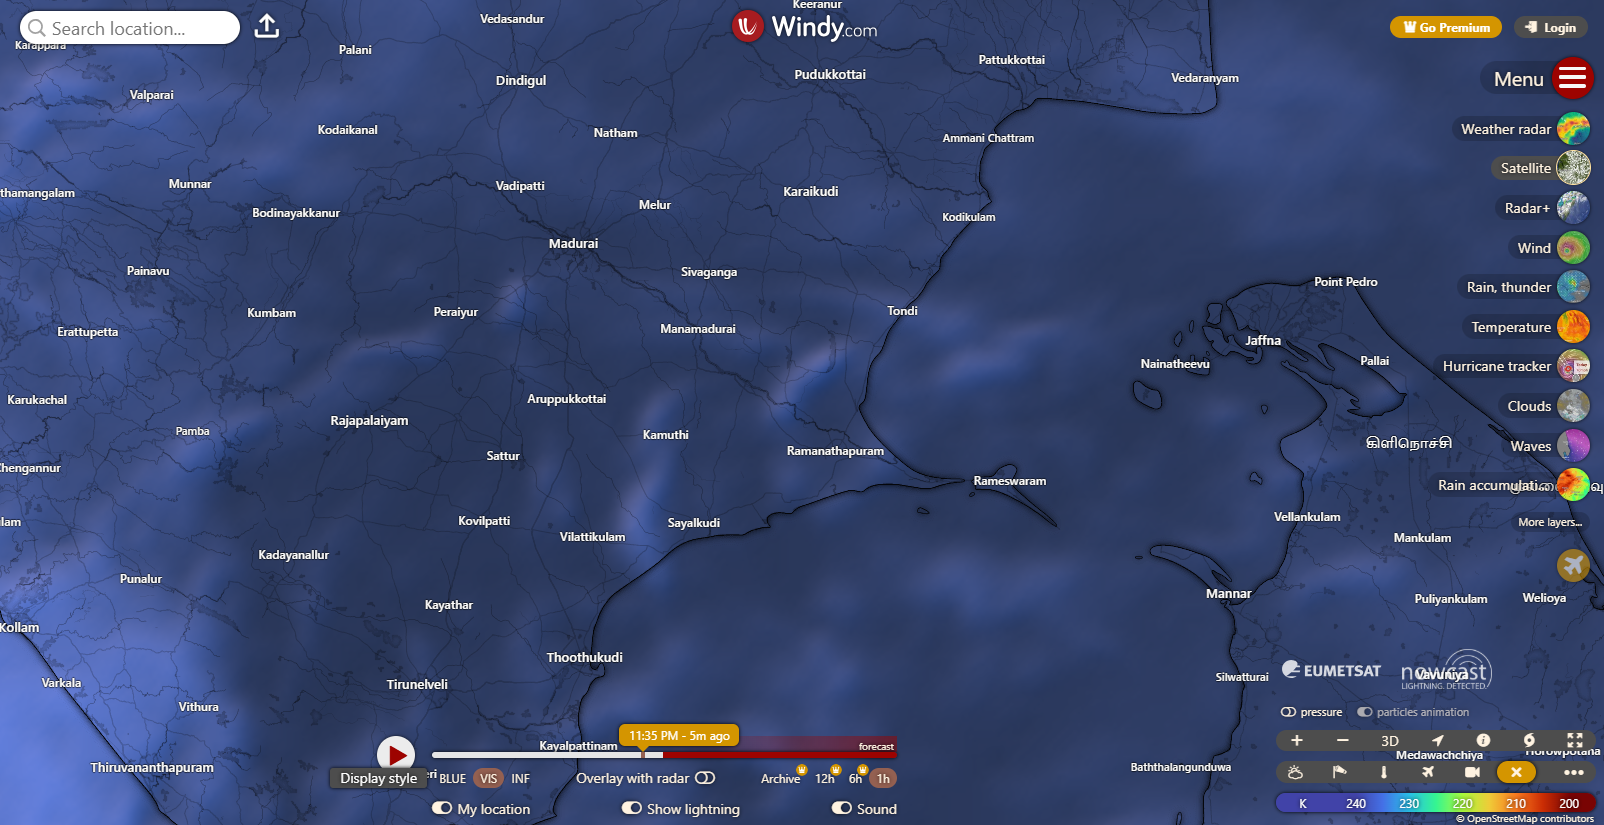 Keeranur
Search location...
Vedasandur
Windy.com
Go Premium
Login
Karappara
Palani
Pattukkottai
Pudukkottai
Vedaranyam
Menu
Dindigul
Valparai
Kodaikanal
Natham
Ammani Chattram
Weather radar
Satellite
Munnar
Vadipatti
Karaikudi
thamangalam
Melur
Radar+
Bodinayakkanur
Kodikulam
Madurai
Wind
Painavu
Sivaganga
Point Pedro
Rain, thunder
Kumbam
Peraiyur
Tondi
Erattupetta
Manamadurai
Temperature
Jaffna
Nainatheevu
Pallai
Hurricane tracker
Karukachal
Aruppukkottai
Clouds
Rajapalaiyam
Pamba
Kamuthi
கிளிநொச்சி
Waves
Sattur
Ramanathapuram
Chengannur
Rameswaram
Rain accumulati
lam
Kovilpatti
Sayalkudi
Vellankulam
More layers...
Vilattikulam
Mankulam
Kadayanallur
Punalur
Mannar
Puliyankulam
Welioya
Kayathar
Kollam
Thoothukudi
EUMETSAT
nowcast
Vavuniya
LIGHTNING. DETECTED.
Varkala
Tirunelveli
Silwatturai
Vithura
pressure
particles animation
11:35 PM - 5m ago
Kayalpattinam
forecast
3D
Medawachchiya
Horowpotana
Thiruvananthapuram
Baththalangunduwa
Display style
eri
BLUE
VIS
INF
Overlay with radar
Archive
12h
6h
1h
My location
Show lightning
Sound
K
240
230
220
210
200
© OpenStreetMap contributors